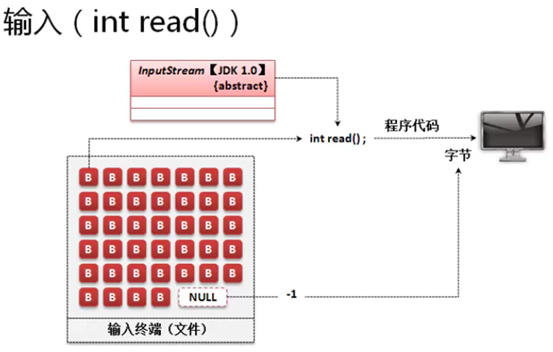 输入（int read()）
InputStream【JDK 1.0】
{abstract}
int read();
程序代码
字节
B B B B B B B
B B B B B B B
B B B B B B B
B B B B B B B
B B B B B B B
B B B B NULL
-1
输入终端（文件）